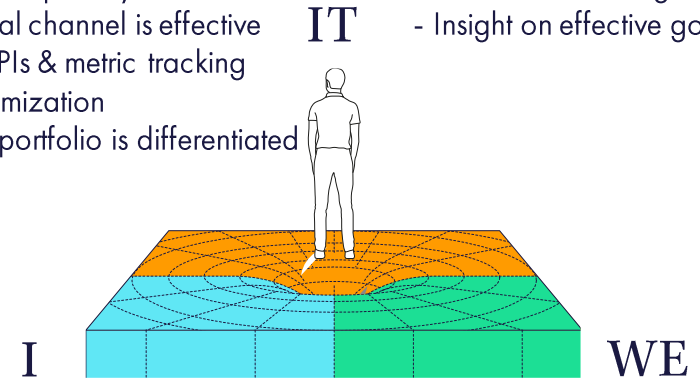 al channel is effective
PIs & metric tracking
mization
portfolio is differentiated
IT
- Insight on effective go
I
WE